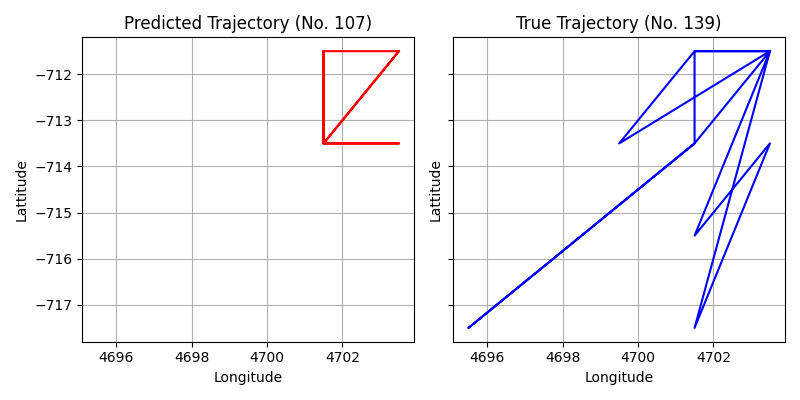 Predicted Trajectory (No. 107)
True Trajectory (No. 139)
Lattitude
−712
−713
−714
−715
−716
−717
4696
4698
4700
4702
Longitude
Lattitude
4696
4698
4700
4702
Longitude